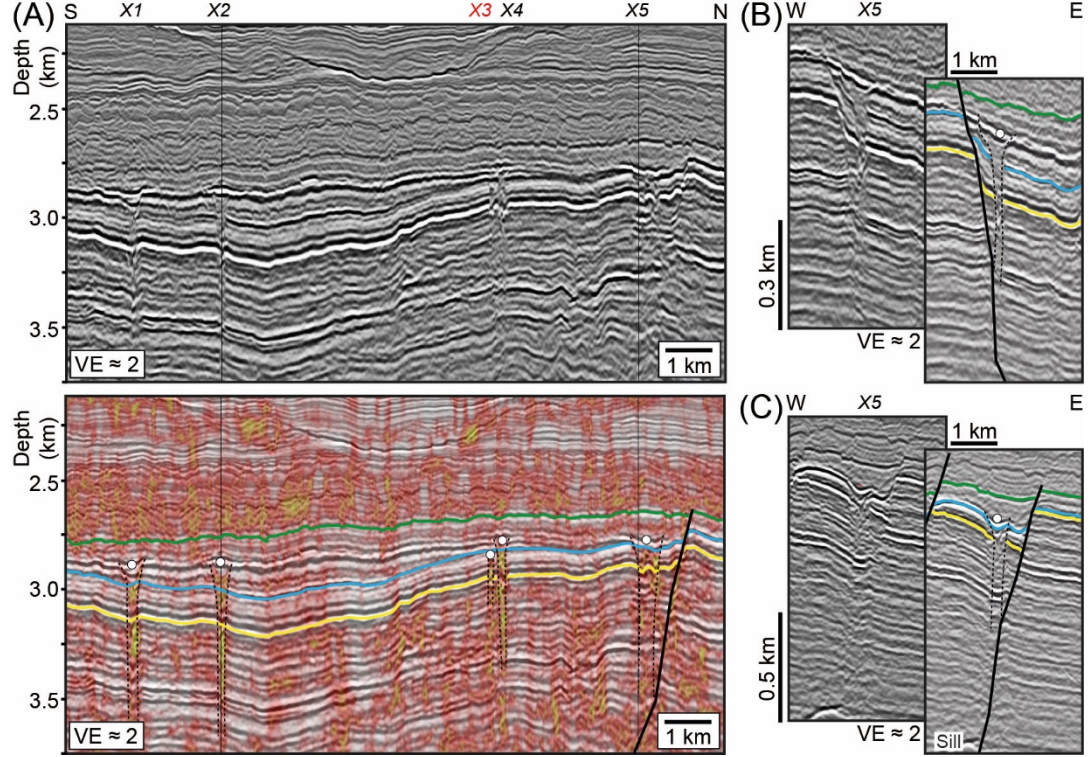 (A) S X1 X2 X3 X4 X5 N
Depth
(km)
2.5
3.0
3.5
VE ≈ 2
1 km
Depth
(km)
2.5
3.0
3.5
VE ≈ 2
1 km
(B) W X5 E
1 km
0.3 km
VE ≈ 2
(C) W X5 E
1 km
0.5 km
VE ≈ 2
Sill